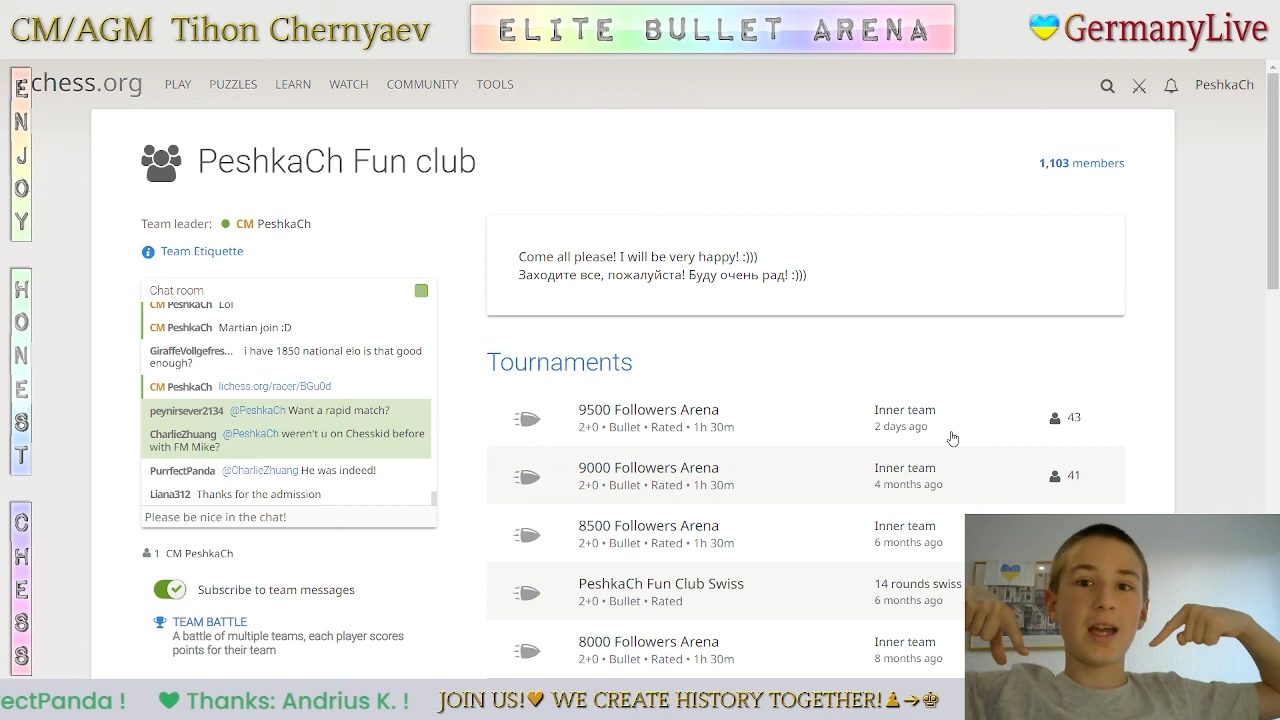 CM/AGM Tihon Chernyaev
ELITE BULLET ARENA
GermanyLive
ENJOY
HONEST
CHESS
chess.org
PLAY
PUZZLES
LEARN
WATCH
COMMUNITY
TOOLS
PeshkaCh
PeshkaCh Fun club
1,103 members
Team leader: CM PeshkaCh
Team Etiquette
Chat room
CM PeshkaCh Lol
CM PeshkaCh Martian join :D
GiraffeVollgefres... i have 1850 national elo is that good
enough?
CM PeshkaCh lichess.org/racer/BGu0d
peynirsever2134 @PeshkaCh Want a rapid match?
CharlieZhuang @PeshkaCh weren't u on Chesskid before
with FM Mike?
PurrfectPanda @CharlieZhuang He was indeed!
Liana312 Thanks for the admission
Please be nice in the chat!
1 CM PeshkaCh
Subscribe to team messages
TEAM BATTLE
A battle of multiple teams, each player scores
points for their team
Come all please! I will be very happy! :)))
Заходите все, пожалуйста! Буду очень рад! :)))
Tournaments
9500 Followers Arena
2+0 • Bullet • Rated • 1h 30m
Inner team
2 days ago
43
9000 Followers Arena
2+0 • Bullet • Rated • 1h 30m
Inner team
4 months ago
41
8500 Followers Arena
2+0 • Bullet • Rated • 1h 30m
Inner team
6 months ago
PeshkaCh Fun Club Swiss
2+0 • Bullet • Rated
14 rounds swiss
6 months ago
8000 Followers Arena
2+0 • Bullet • Rated • 1h 30m
Inner team
8 months ago
fectPanda !
Thanks: Andrius K. !
JOIN US!🧡 WE CREATE HISTORY TOGETHER!♟→♚